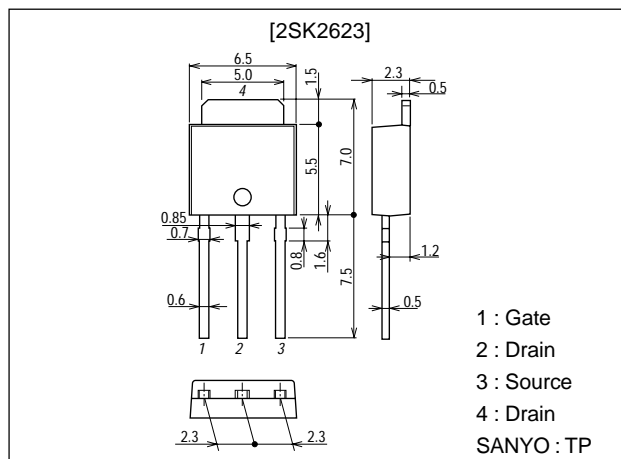 [2SK2623]
6.5
5.0
4
1.5
2.3
0.5
5.5
7.0
0.85
0.7
0.8
1.6
7.5
1.2
0.6
0.5
1 2 3
1 : Gate
2 : Drain
3 : Source
4 : Drain
SANYO : TP
2.3 2.3